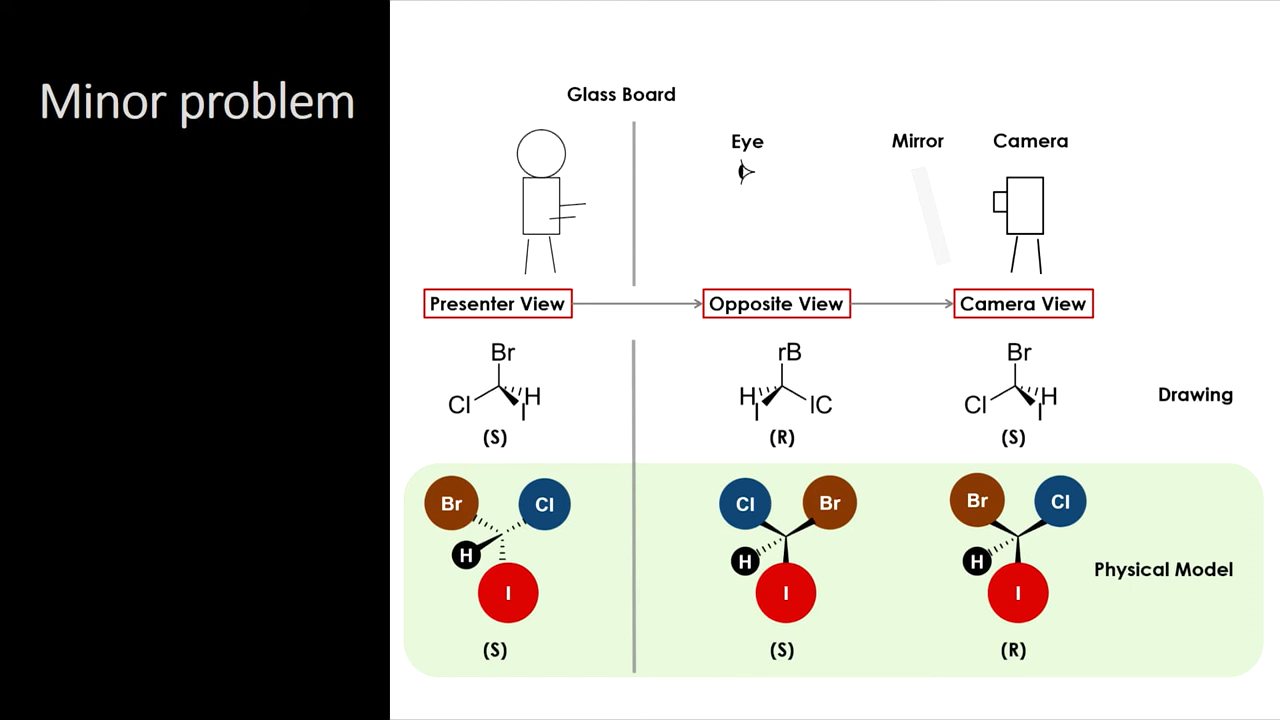 Minor problem
Glass Board
Eye
Mirror
Camera
Presenter View
Opposite View
Camera View
Br
Cl
H
I
(S)
rB
H
I
lC
(R)
Br
Cl
H
I
(S)
Drawing
Br
Cl
H
I
(S)
Cl
Br
H
I
(S)
Br
Cl
H
I
(R)
Physical Model